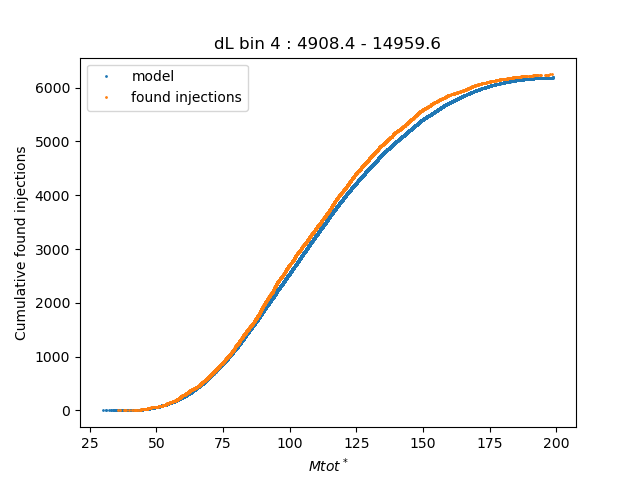 dL bin 4 : 4908.4 - 14959.6
model
found injections
Cumulative found injections
6000
5000
4000
3000
2000
1000
0
25 50 75 100 125 150 175 200
Mtot*